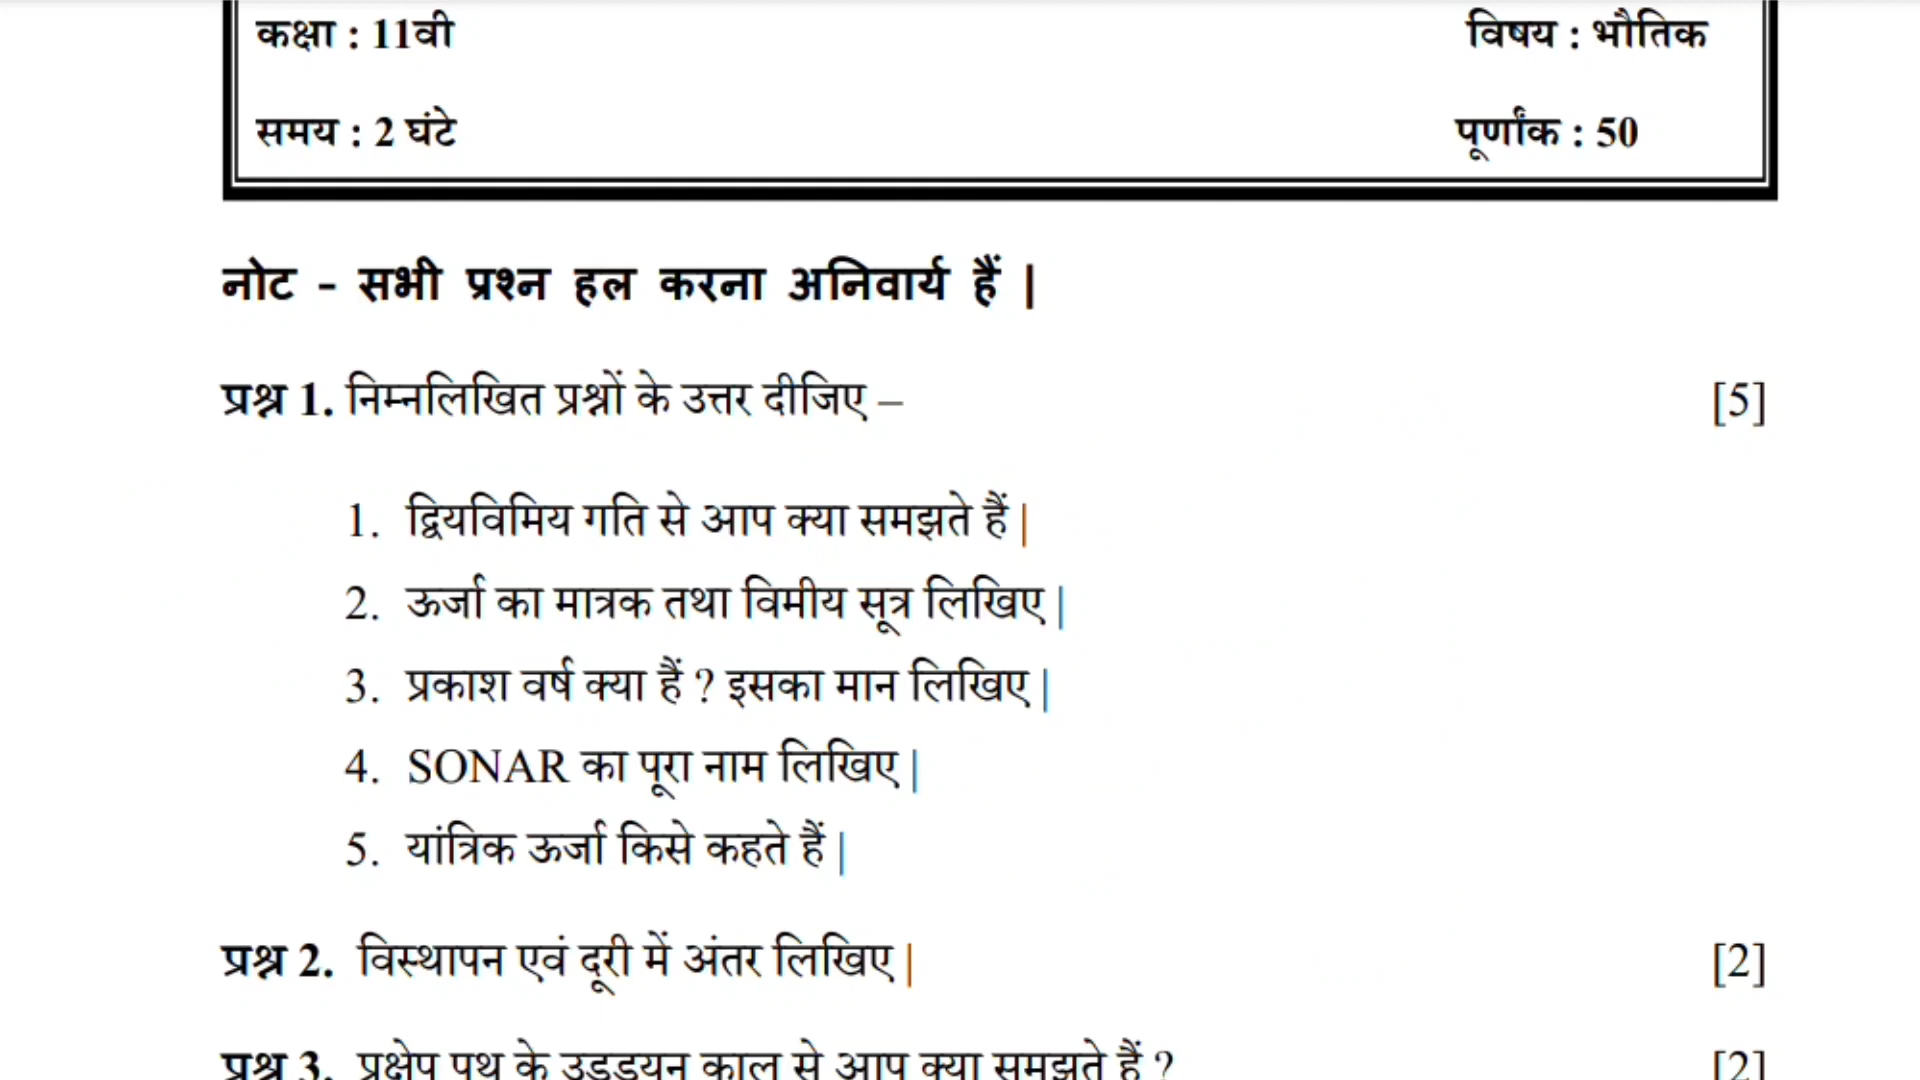 कक्षा : 11वी विषय : भौतिक
समय : 2 घंटे पूर्णांक : 50
नोट - सभी प्रश्न हल करना अनिवार्य हैं |
प्रश्न 1. निम्नलिखित प्रश्नों के उत्तर दीजिए – [5]
1. द्वियविमिय गति से आप क्या समझते हैं |
2. ऊर्जा का मात्रक तथा विमीय सूत्र लिखिए |
3. प्रकाश वर्ष क्या हैं ? इसका मान लिखिए |
4. SONAR का पूरा नाम लिखिए |
5. यांत्रिक ऊर्जा किसे कहते हैं |
प्रश्न 2. विस्थापन एवं दूरी में अंतर लिखिए | [2]
प्रश्न 3. प्रक्षेप पथ के उड्डयन काल से आप क्या समझते हैं ? [2]